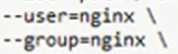 --user=nginx \
--group=nginx \